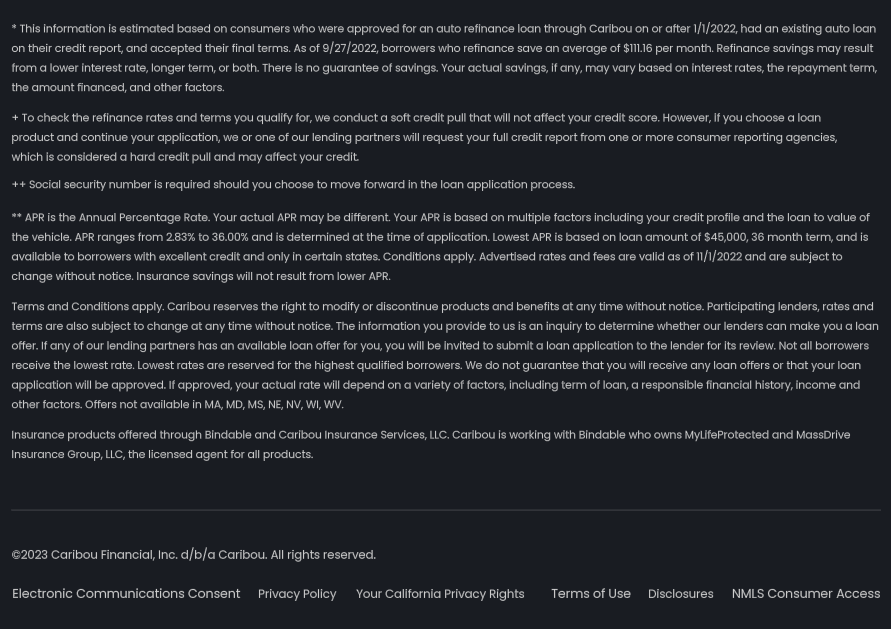 * This information is estimated based on consumers who were approved for an auto refinance loan through Caribou on or after 1/1/2022, had an existing auto loan
on their credit report, and accepted their final terms. As of 9/27/2022, borrowers who refinance save an average of $111.16 per month. Refinance savings may result
from a lower interest rate, longer term, or both. There is no guarantee of savings. Your actual savings, if any, may vary based on interest rates, the repayment term,
the amount financed, and other factors.
+ To check the refinance rates and terms you qualify for, we conduct a soft credit pull that will not affect your credit score. However, if you choose a loan
product and continue your application, we or one of our lending partners will request your full credit report from one or more consumer reporting agencies,
which is considered a hard credit pull and may affect your credit.
++ Social security number is required should you choose to move forward in the loan application process.
** APR is the Annual Percentage Rate. Your actual APR may be different. Your APR is based on multiple factors including your credit profile and the loan to value of
the vehicle. APR ranges from 2.83% to 36.00% and is determined at the time of application. Lowest APR is based on loan amount of $45,000, 36 month term, and is
available to borrowers with excellent credit and only in certain states. Conditions apply. Advertised rates and fees are valid as of 11/1/2022 and are subject to
change without notice. Insurance savings will not result from lower APR.
Terms and Conditions apply. Caribou reserves the right to modify or discontinue products and benefits at any time without notice. Participating lenders, rates and
terms are also subject to change at any time without notice. The information you provide to us is an inquiry to determine whether our lenders can make you a loan
offer. If any of our lending partners has an available loan offer for you, you will be invited to submit a loan application to the lender for its review. Not all borrowers
receive the lowest rate. Lowest rates are reserved for the highest qualified borrowers. We do not guarantee that you will receive any loan offers or that your loan
application will be approved. If approved, your actual rate will depend on a variety of factors, including term of loan, a responsible financial history, income and
other factors. Offers not available in MA, MD, MS, NE, NV, WI, WV.
Insurance products offered through Bindable and Caribou Insurance Services, LLC. Caribou is working with Bindable who owns MyLifeProtected and MassDrive
Insurance Group, LLC, the licensed agent for all products.
©2023 Caribou Financial, Inc. d/b/a Caribou. All rights reserved.
Electronic Communications Consent Privacy Policy Your California Privacy Rights Terms of Use Disclosures NMLS Consumer Access